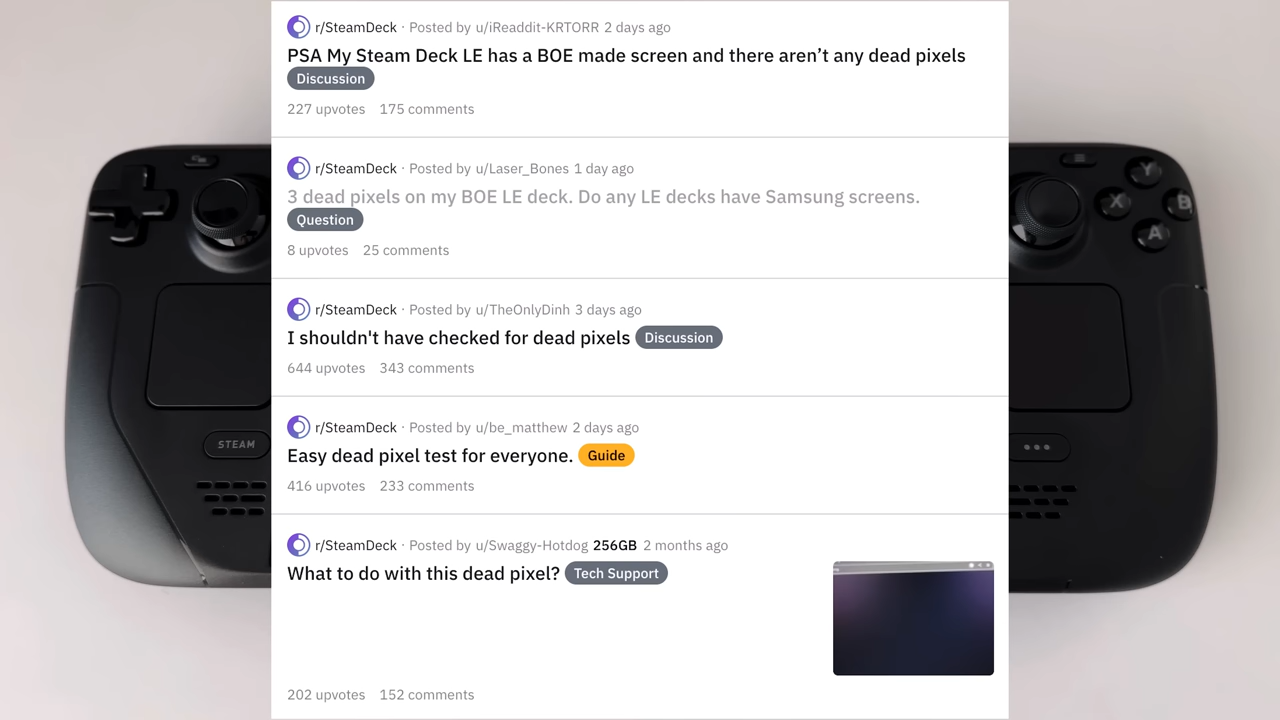 r/SteamDeck · Posted by u/iReaddit-KRTORR 2 days ago
PSA My Steam Deck LE has a BOE made screen and there aren’t any dead pixels
Discussion
227 upvotes 175 comments
r/SteamDeck · Posted by u/Laser_Bones 1 day ago
3 dead pixels on my BOE LE deck. Do any LE decks have Samsung screens.
Question
8 upvotes 25 comments
r/SteamDeck · Posted by u/TheOnlyDinh 3 days ago
I shouldn't have checked for dead pixels Discussion
644 upvotes 343 comments
r/SteamDeck · Posted by u/be_matthew 2 days ago
Easy dead pixel test for everyone. Guide
416 upvotes 233 comments
r/SteamDeck · Posted by u/Swaggy-Hotdog 256GB 2 months ago
What to do with this dead pixel? Tech Support
202 upvotes 152 comments
STEAM
Y
X
B
A